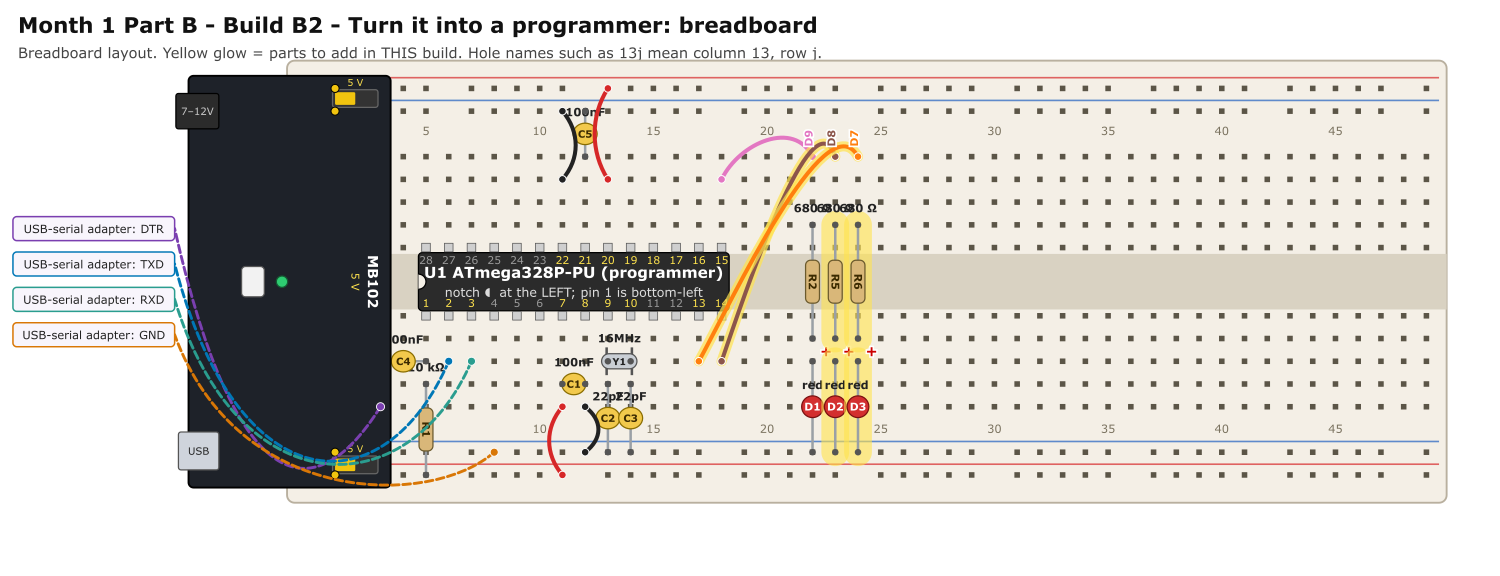 Month 1 Part B - Build B2 - Turn it into a programmer: breadboard
Breadboard layout. Yellow glow = parts to add in THIS build. Hole names such as 13j mean column 13, row j.
7–12V
5 V
100nF
C5
5 10 15 20 25 30 35 40 45
D9 D8 D7
680 Ω
USB-serial adapter: DTR
USB-serial adapter: TXD
USB-serial adapter: RXD
USB-serial adapter: GND
MB102
5 V
28 27 26 25 24 23 22 21 20 19 18 17 16 15
U1 ATmega328P-PU (programmer)
notch ◖ at the LEFT; pin 1 is bottom-left
1 2 3 4 5 6 7 8 9 10 11 12 13 14
R2 R5 R6
16MHz
Y1
C4
100nF
C1
22pF
C2 C3
R1
+ + +
red red red
D1 D2 D3
10 15 20 25 30 35 40 45
USB
5 V